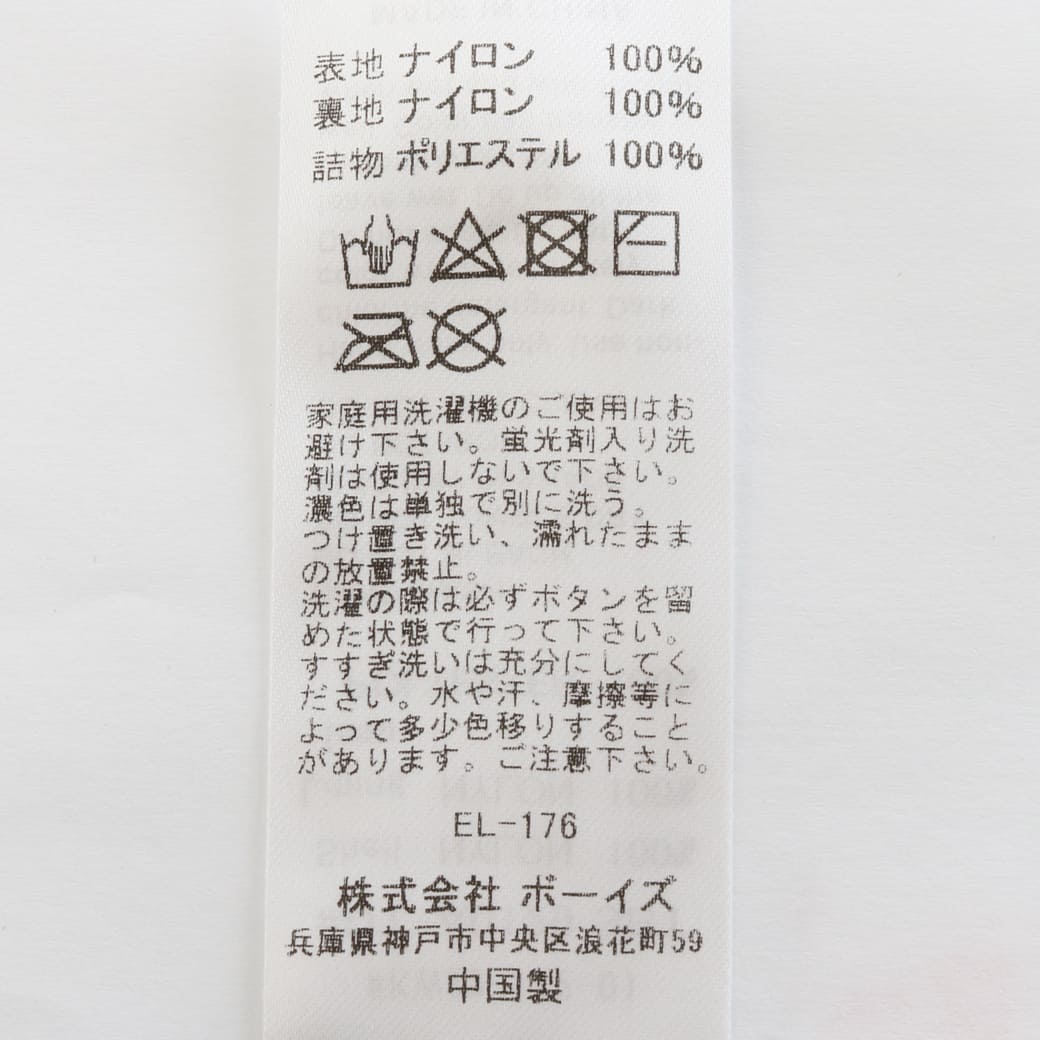 表地 ナイロン 100%
裏地 ナイロン 100%
詰物 ポリエステル 100%
家庭用洗濯機のご使用はお
避け下さい。蛍光剤入り洗
剤は使用しないで下さい。
濃色は単独で別に洗う。
つけ置き洗い、濡れたまま
の放置禁止。
洗濯の際は必ずボタンを留
めた状態で行って下さい。
すすぎ洗いは充分にしてく
ださい。水や汗、摩擦等に
よって多少色移りすること
があります。ご注意下さい。
EL-176
株式会社 ボーイズ
兵庫県神戸市中央区浪花町59
中国製